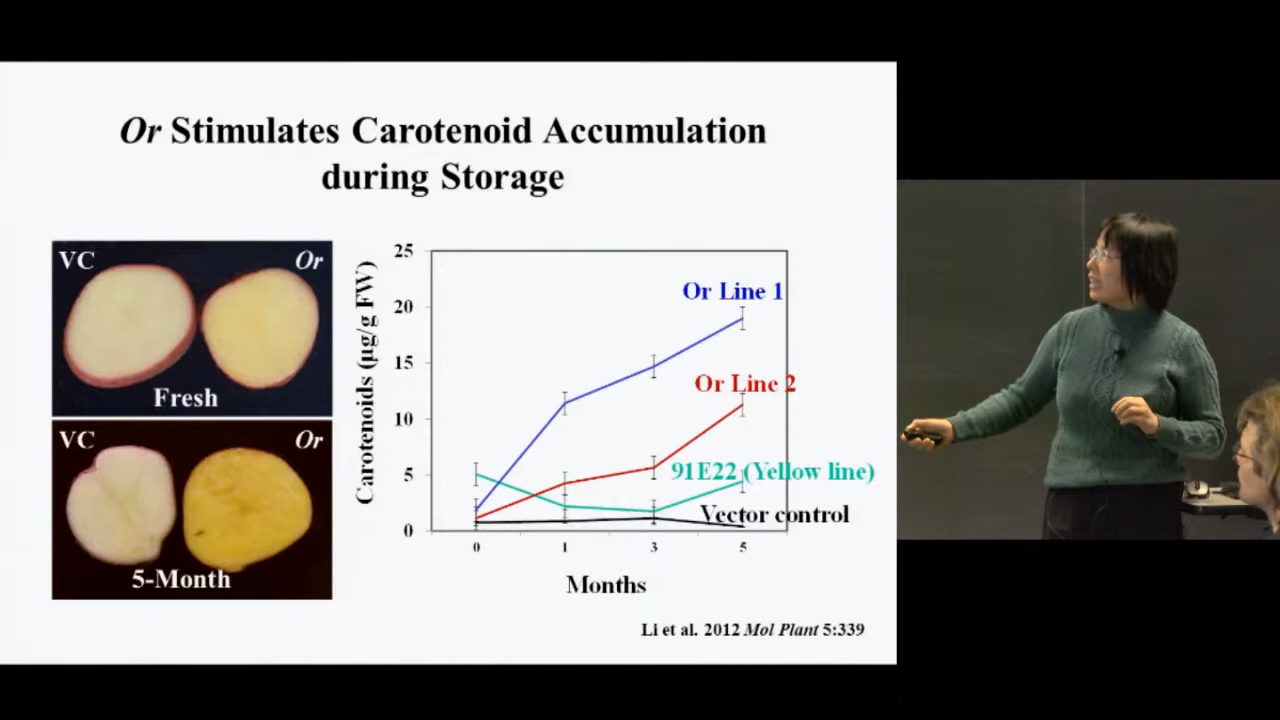 Or Stimulates Carotenoid Accumulation
during Storage
VC
Or
Fresh
VC
Or
5-Month
Carotenoids (µg/g FW)
25
20
15
10
5
0
Or Line 1
Or Line 2
91E22 (Yellow line)
Vector control
0 1 3 5
Months
Li et al. 2012 Mol Plant 5:339